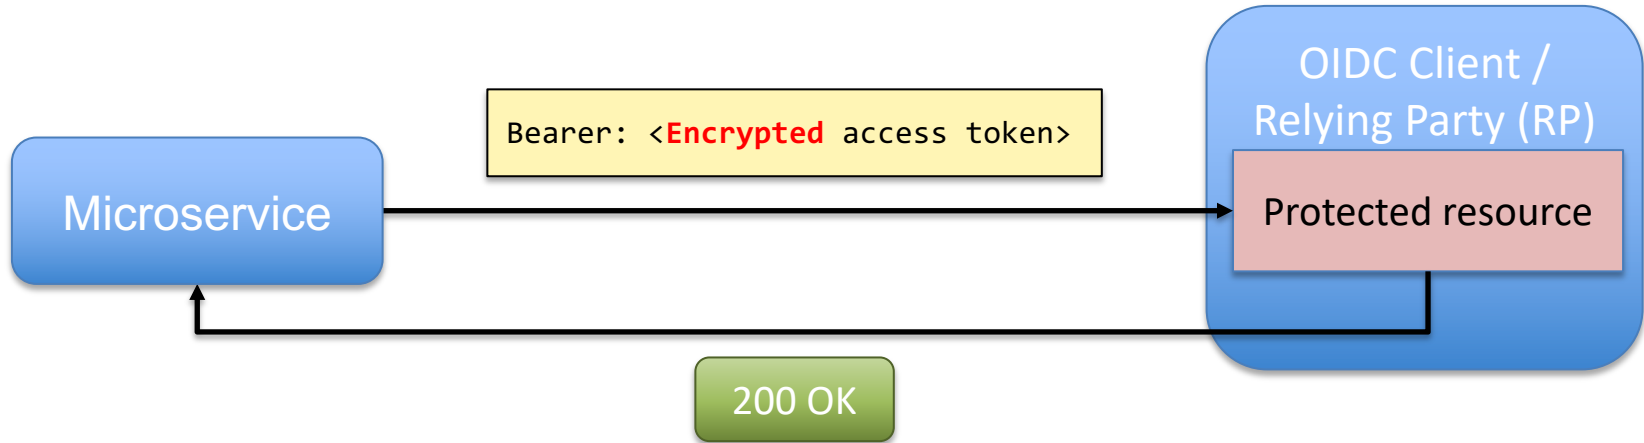 OIDC Client /
Relying Party (RP)
Bearer: <Encrypted access token>
Microservice
Protected resource
200 OK